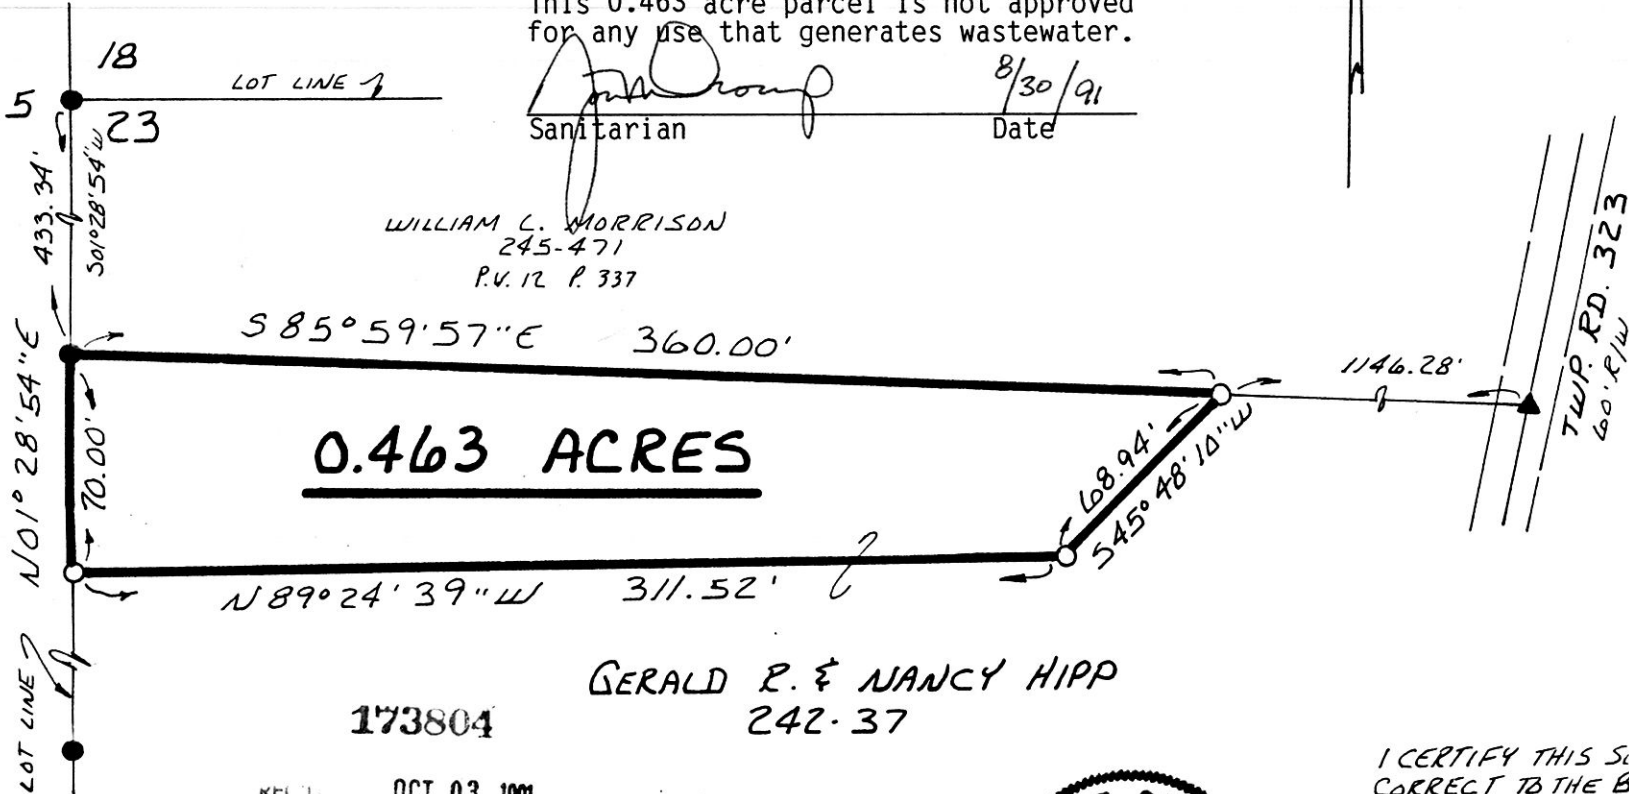 This 0.463 acre parcel is not approved
for any use that generates wastewater.
18
LOT LINE
5
23
8/30/91
Sanitarian
Date
433.34'
S01°28'54"W
WILLIAM C. MORRISON
245-471
P.V. 12 P. 337
TWP. RD. 323
60' R/W
S 85°59'57"E 360.00'
1146.28'
N01°28'54"E
70.00'
0.463 ACRES
68.94'
S45°48'10"W
N89°24'39"W 311.52'
LOT LINE
GERALD R. & NANCY HIPP
242-37
173804
OCT 03
I CERTIFY THIS
CORRECT TO THE